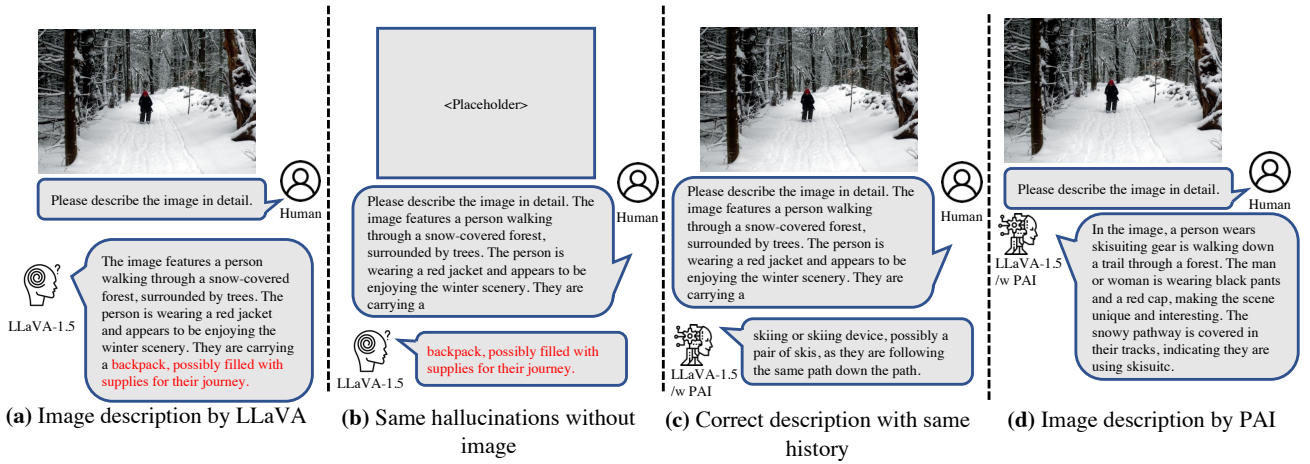 Please describe the image in detail.
Human
The image features a person
walking through a snow-covered
forest, surrounded by trees. The
person is wearing a red jacket
and appears to be enjoying the
winter scenery. They are carrying
a backpack, possibly filled with
supplies for their journey.
LLaVA-1.5
(a) Image description by LLaVA
<Placeholder>
Human
Please describe the image in detail. The
image features a person walking
through a snow-covered forest,
surrounded by trees. The person is
wearing a red jacket and appears to be
enjoying the winter scenery. They are
carrying a
backpack, possibly filled with
supplies for their journey.
LLaVA-1.5
(b) Same hallucinations without
image
Human
Please describe the image in detail. The
image features a person walking
through a snow-covered forest,
surrounded by trees. The person is
wearing a red jacket and appears to be
enjoying the winter scenery. They are
carrying a
skiing or skiing device, possibly a
pair of skis, as they are following
the same path down the path.
LLaVA-1.5
/w PAI
(c) Correct description with same
history
Please describe the image in detail.
Human
In the image, a person wears
skisuiting gear is walking down
a trail through a forest. The man
or woman is wearing black pants
and a red cap, making the scene
unique and interesting. The
snowy pathway is covered in
their tracks, indicating they are
using skisuitc.
LLaVA-1.5
/w PAI
(d) Image description by PAI